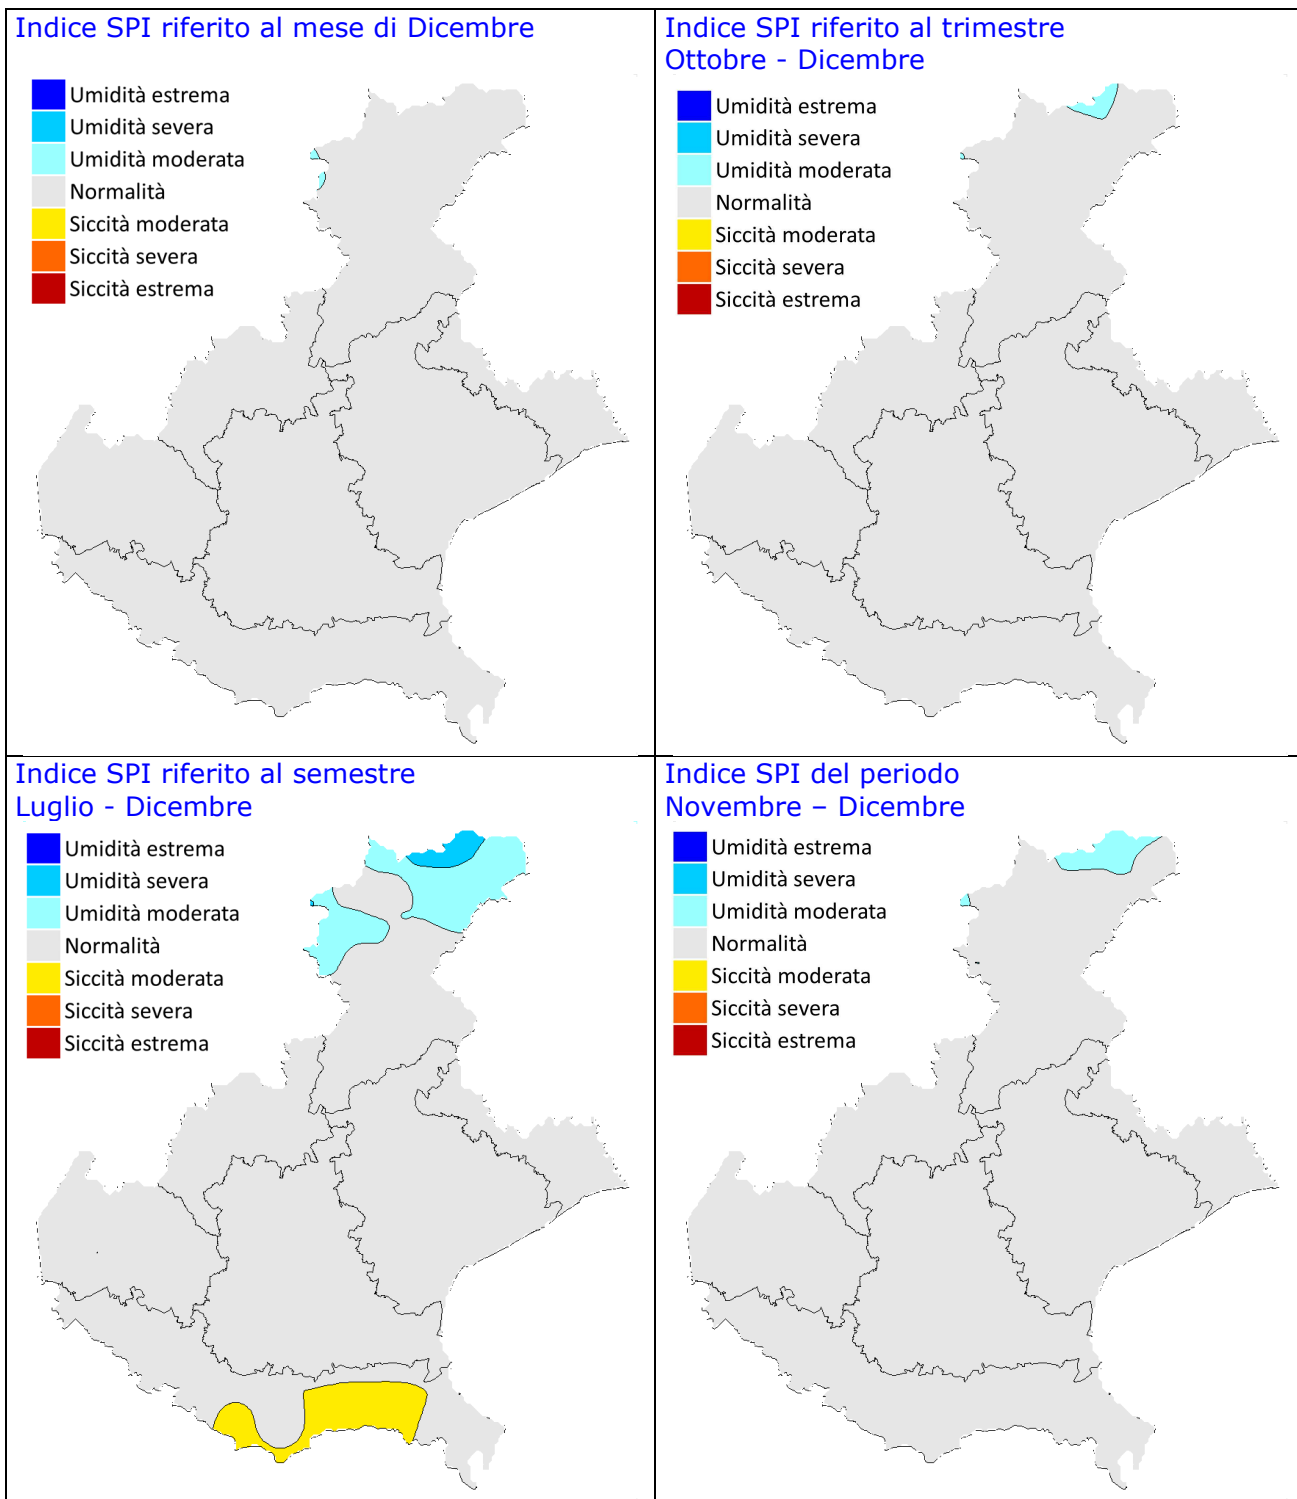 Indice SPI riferito al mese di Dicembre
Umidità estrema
Umidità severa
Umidità moderata
Normalità
Siccità moderata
Siccità severa
Siccità estrema
Indice SPI riferito al trimestre
Ottobre - Dicembre
Umidità estrema
Umidità severa
Umidità moderata
Normalità
Siccità moderata
Siccità severa
Siccità estrema
Indice SPI riferito al semestre
Luglio - Dicembre
Umidità estrema
Umidità severa
Umidità moderata
Normalità
Siccità moderata
Siccità severa
Siccità estrema
Indice SPI del periodo
Novembre – Dicembre
Umidità estrema
Umidità severa
Umidità moderata
Normalità
Siccità moderata
Siccità severa
Siccità estrema